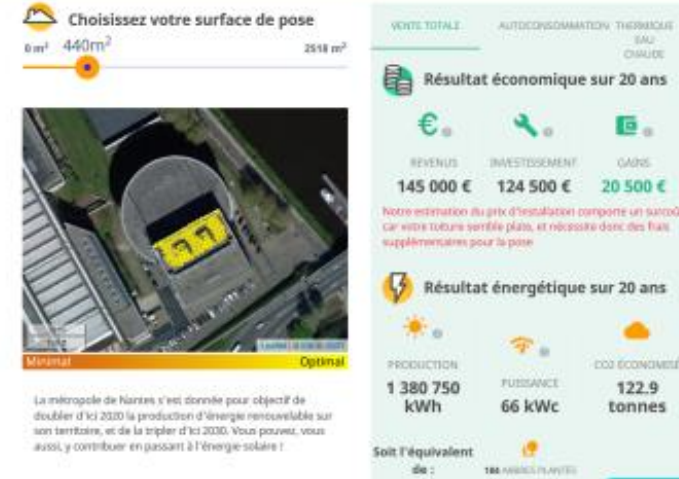 Choisissez votre surface de pose
0 m² 440m² 2518 m²
Minimal Optimal
La métropole de Nantes s'est donnée pour objectif de
doubler d'ici 2020 la production d'énergie renouvelable sur
son territoire, et de la tripler d'ici 2030. Vous pouvez, vous
aussi, y contribuer en passant à l'énergie solaire !
VENTE TOTALE AUTOCONSOMMATION THERMIQUE
EAU
CHAUDE
Résultat économique sur 20 ans
REVENUS INVESTISSEMENT GAINS
145 000 € 124 500 € 20 500 €
Notre estimation du prix d'installation comporte un surcoû
car votre toiture semble plate, et nécessite donc des frais
supplémentaires pour la pose
Résultat énergétique sur 20 ans
PRODUCTION PUISSANCE CO2 ÉCONOMISÉ
1 380 750
kWh
66 kWc
122.9
tonnes
Soit l'équivalent
de :
184 ARBRES PLANTÉS